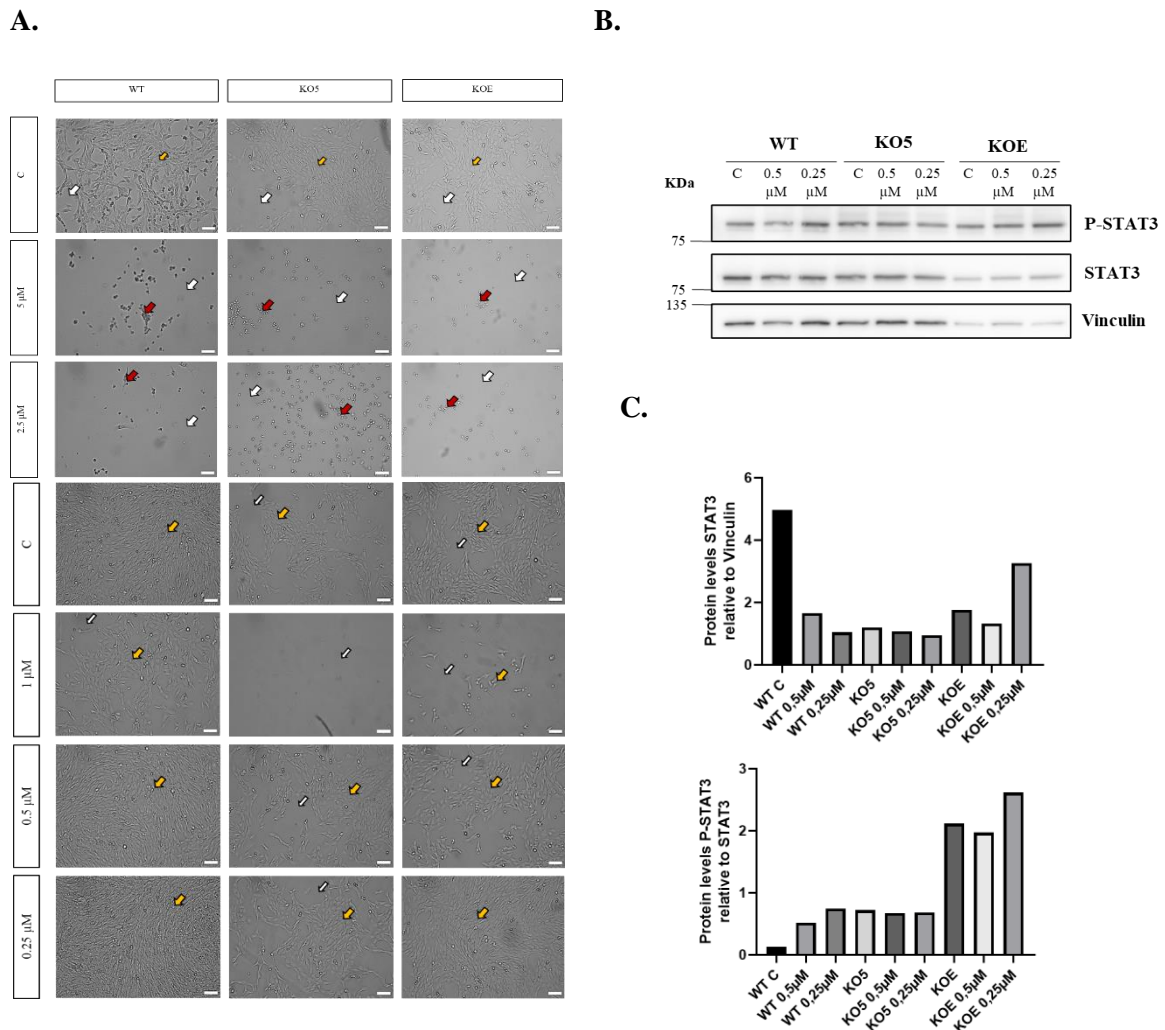 A.
WT
KO5
KOE
C
5 µM
2.5 µM
C
1 µM
0.5 µM
0.25 µM
B.
WT
KO5
KOE
KDa
C
0.5
µM
0.25
µM
C
0.5
µM
0.25
µM
C
0.5
µM
0.25
µM
P-STAT3
75
STAT3
75
135
Vinculin
C.
Protein levels STAT3
relative to Vinculin
6
4
2
0
WT C
WT 0,5µM
WT 0,25µM
KO5
KO5 0,5µM
KO5 0,25µM
KOE
KOE 0,5µM
KOE 0,25µM
Protein levels P-STAT3
relative to STAT3
3
2
1
0
WT C
WT 0,5µM
WT 0,25µM
KO5
KO5 0,5µM
KO5 0,25µM
KOE
KOE 0,5µM
KOE 0,25µM